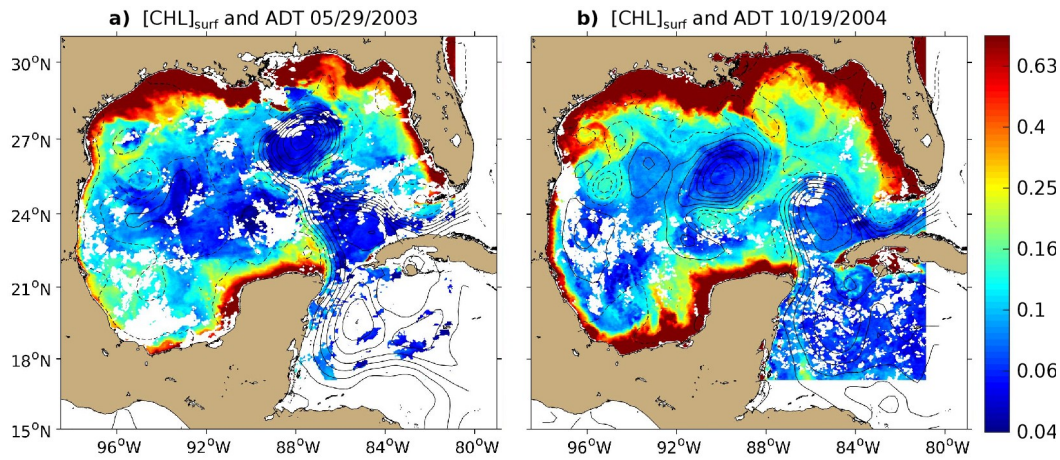 a) [CHL]surf and ADT 05/29/2003
b) [CHL]surf and ADT 10/19/2004
30°N
27°N
24°N
21°N
18°N
15°N
96°W
92°W
88°W
84°W
80°W
96°W
92°W
88°W
84°W
80°W
0.63
0.4
0.25
0.16
0.1
0.06
0.04